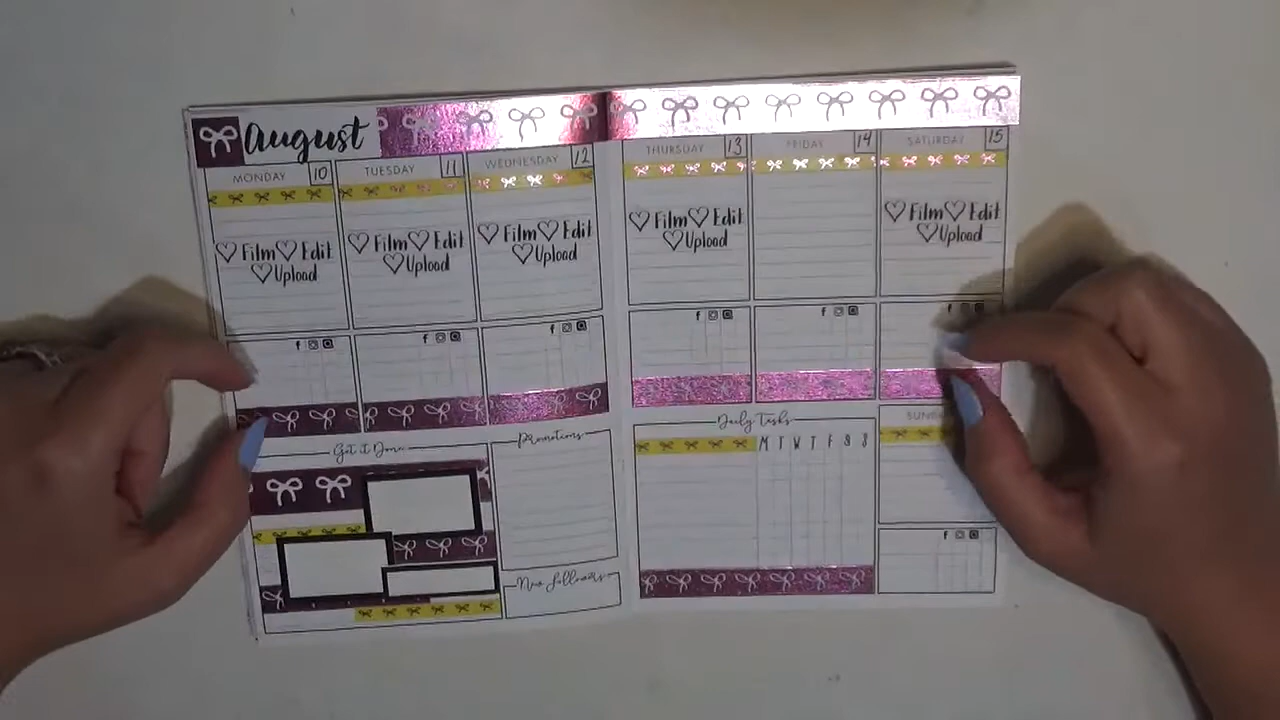 August
MONDAY 10
TUESDAY 11
WEDNESDAY 12
THURSDAY 13
FRIDAY 14
SATURDAY 15
♡Film♡Edit
♡Upload
♡Film♡Edit
♡Upload
♡Film♡Edit
♡Upload
♡Film♡Edit
♡Upload
♡Film♡Edit
♡Upload
Get it Done
Promotions
New Followers
Daily Tasks
M T W T F S S